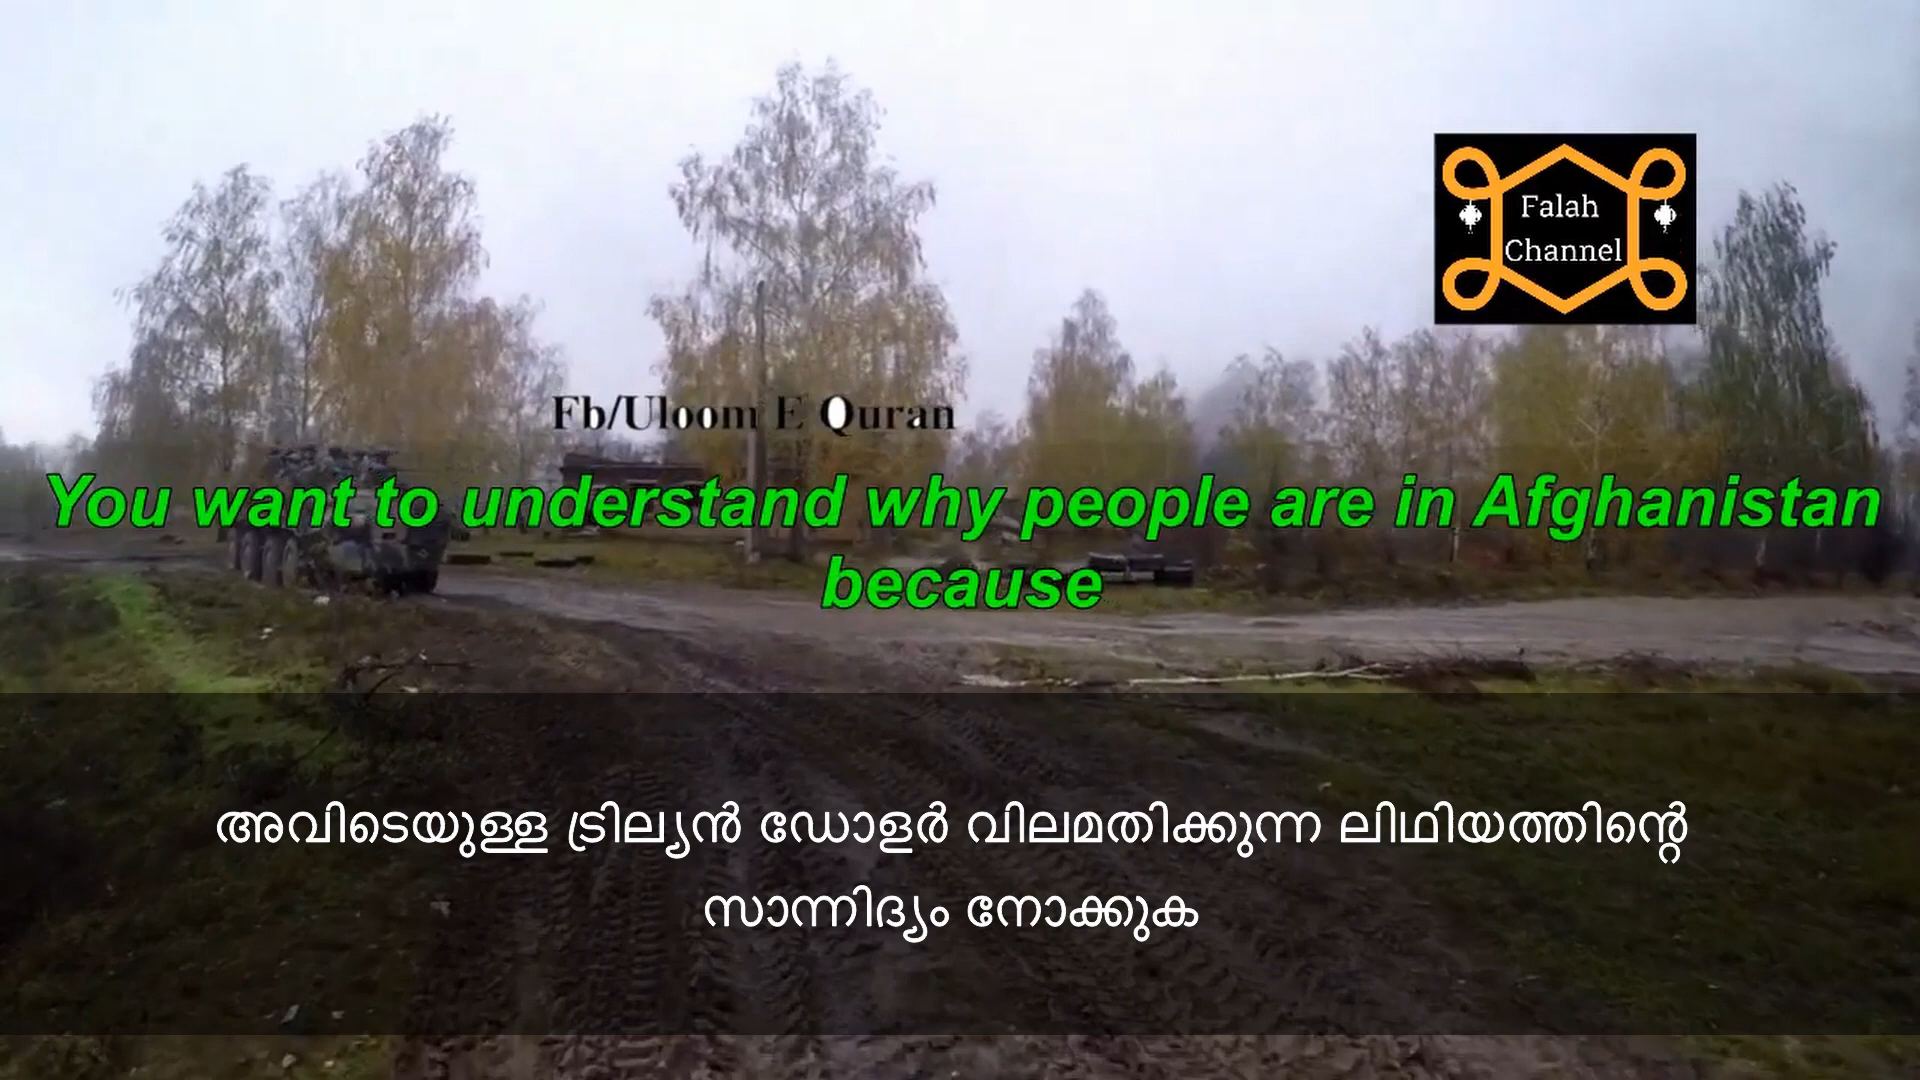 Falah
Channel
Fb/Uloom E Quran
You want to understand why people are in Afghanistan
because
അവിടെയുള്ള ട്രില്യൻ ഡോളർ വിലമതിക്കുന്ന ലിഥിയത്തിന്റെ
സാന്നിദ്യം നോക്കുക